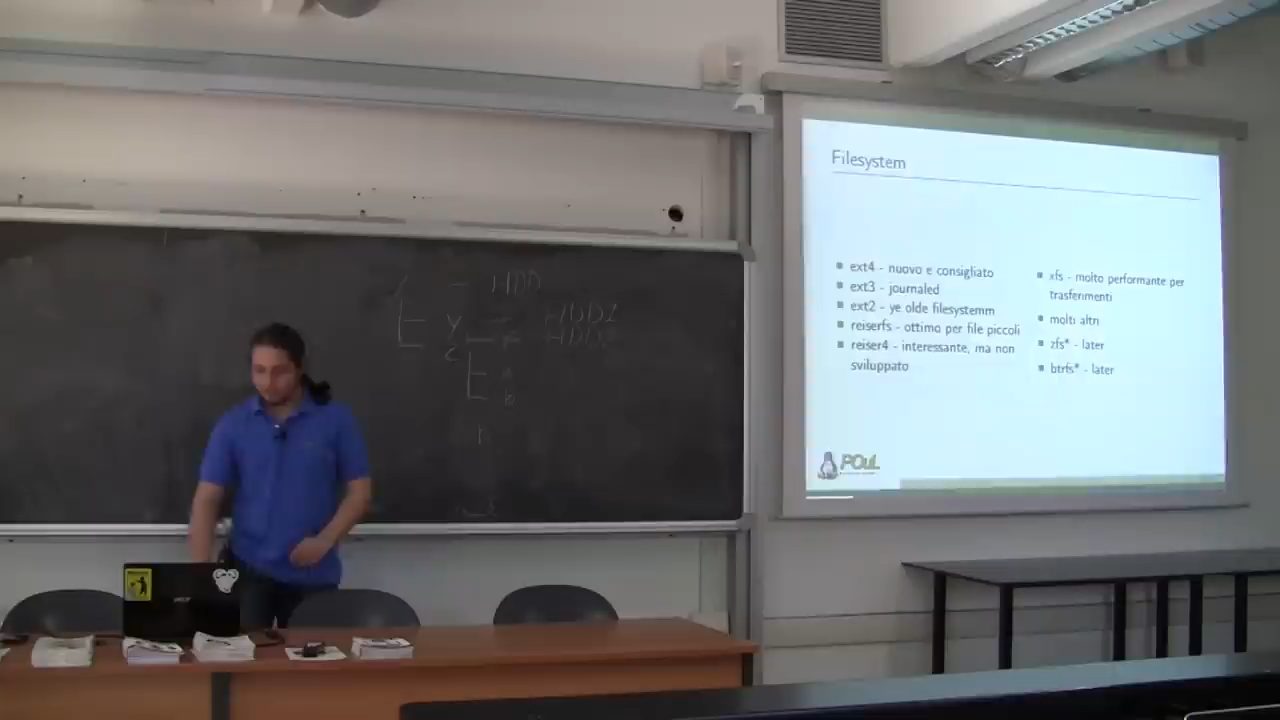 Filesystem
ext4 - nuovo e consigliato
ext3 - journaled
ext2 - ye olde filesystemm
reiserfs - ottimo per file piccoli
reiser4 - interessante, ma non
sviluppato
xfs - molto performante per
trasferimenti
molti altri
zfs* - later
btrfs* - later
POuL
HDD
y